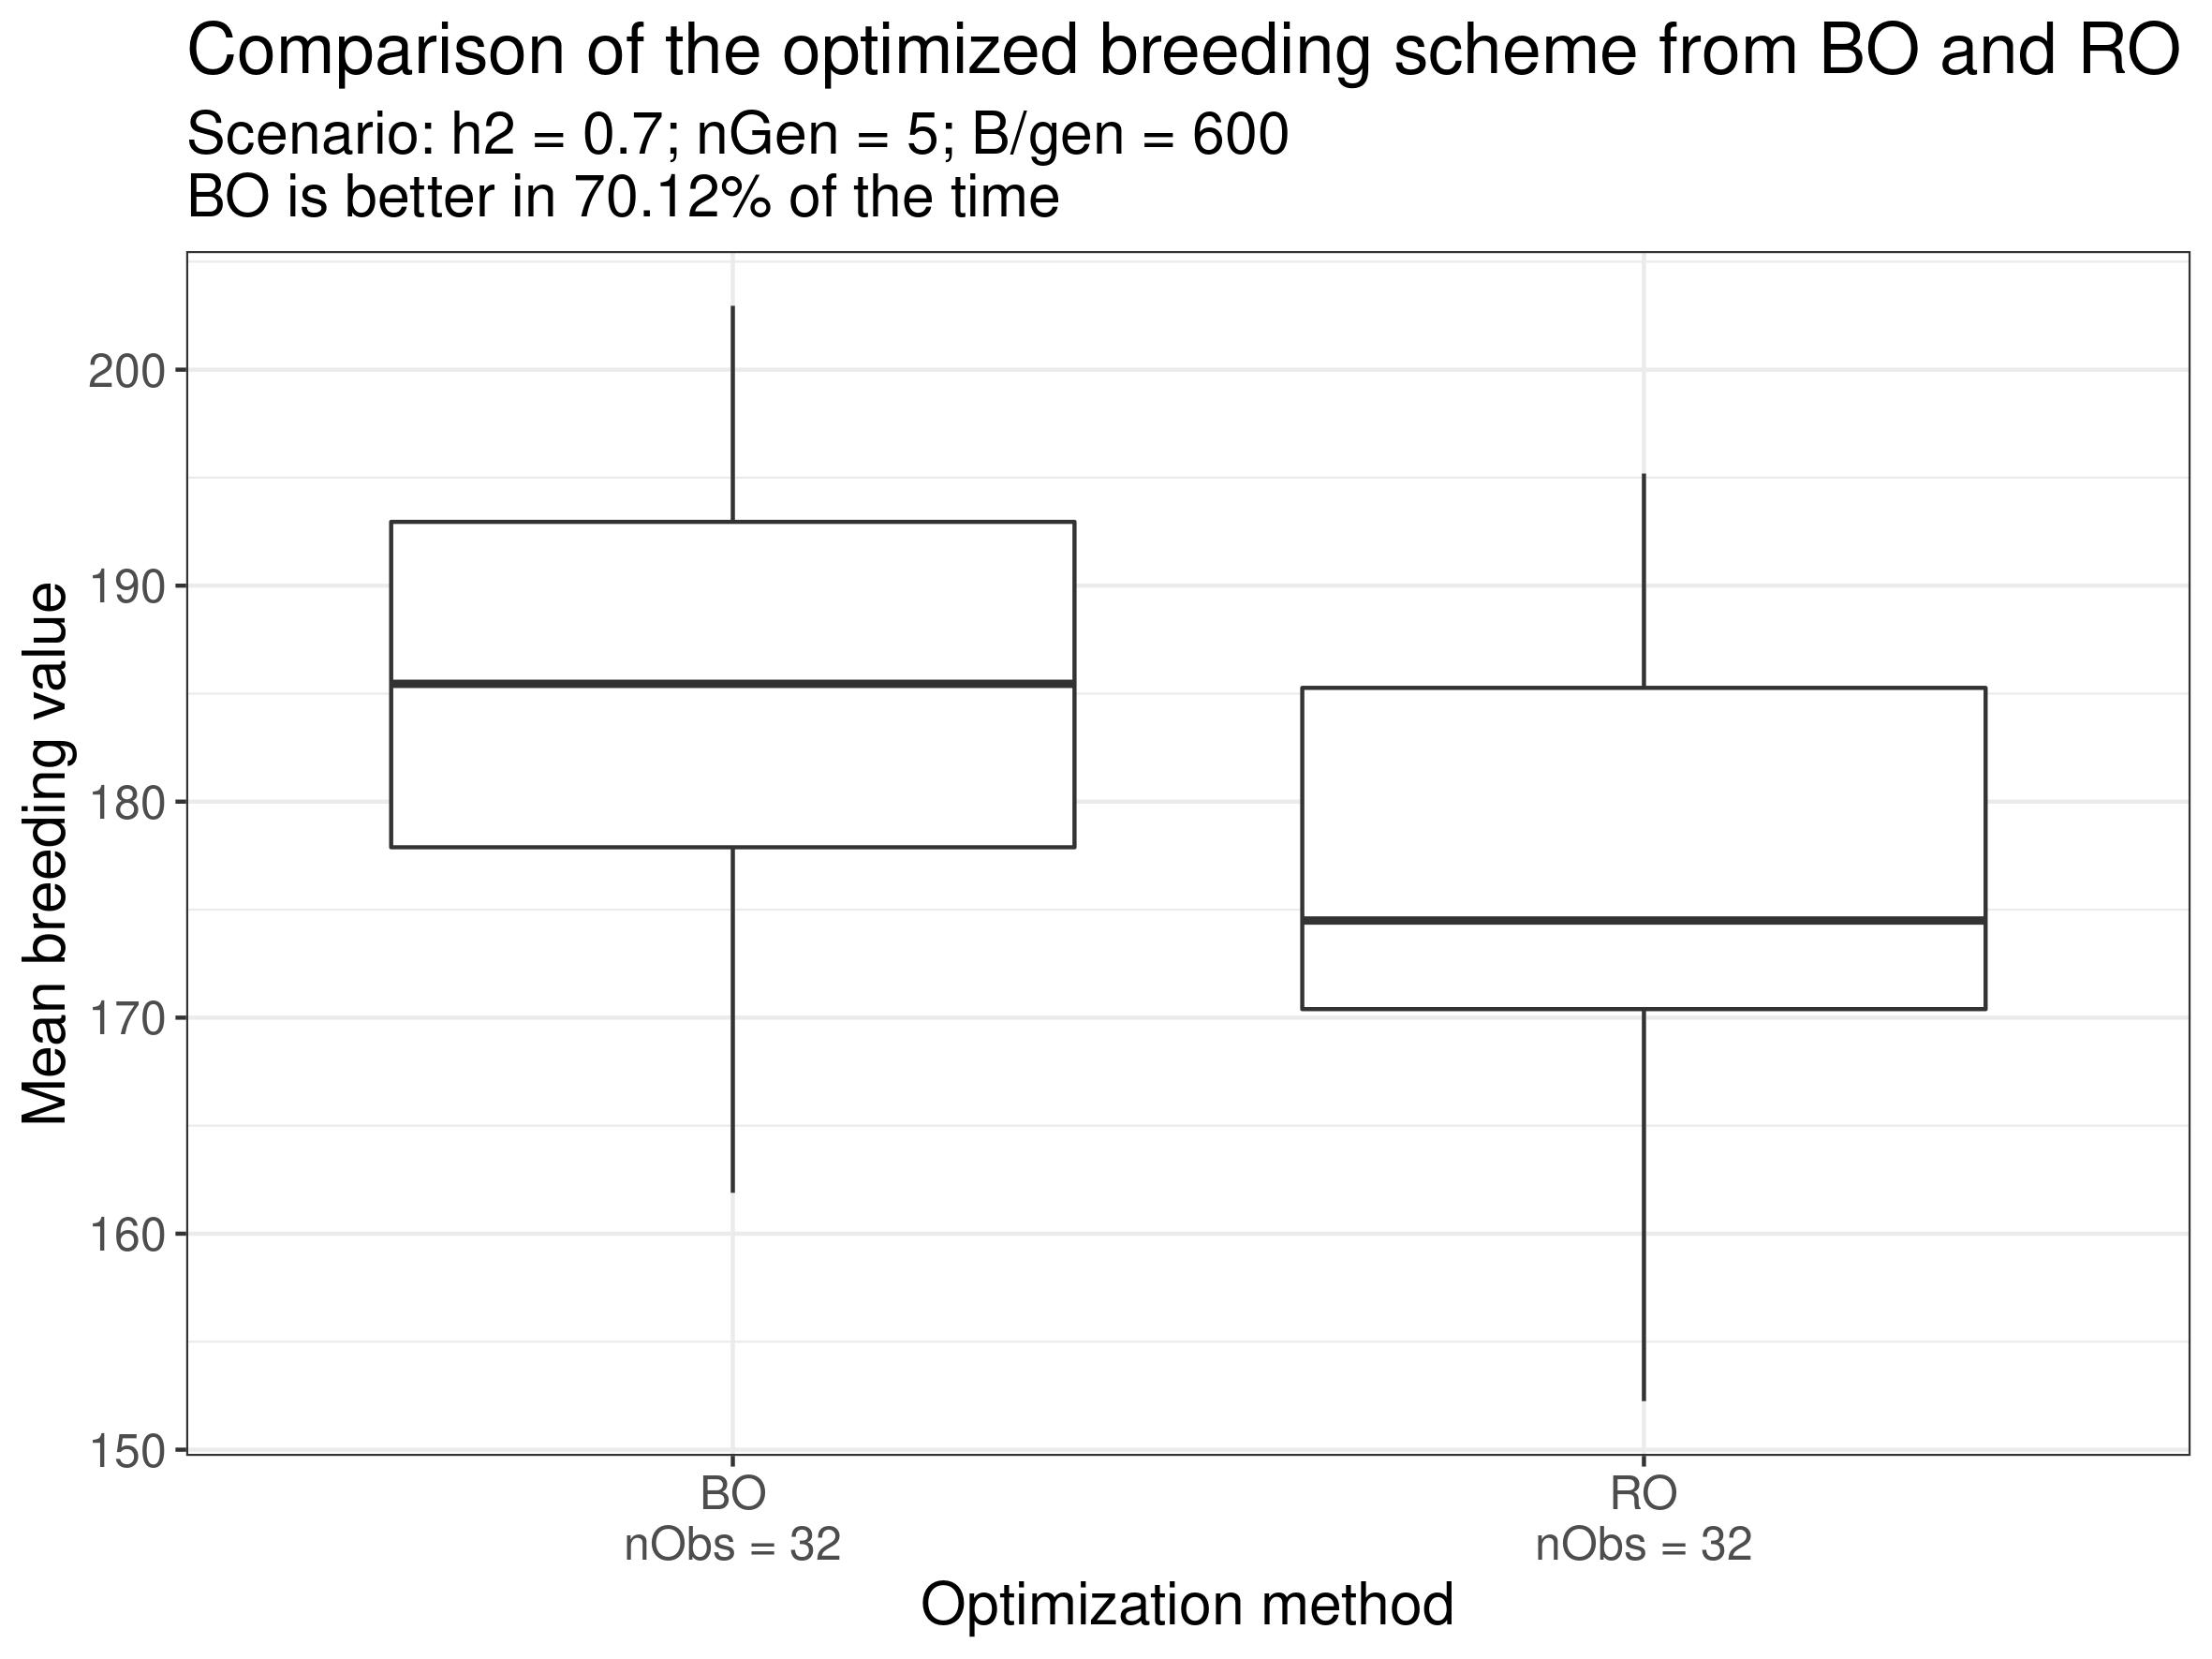 Comparison of the optimized breeding scheme from BO and RO
Scenario: h2 = 0.7; nGen = 5; B/gen = 600
BO is better in 70.12% of the time
Mean breeding value
200
190
180
170
160
150
BO
nObs = 32
RO
nObs = 32
Optimization method